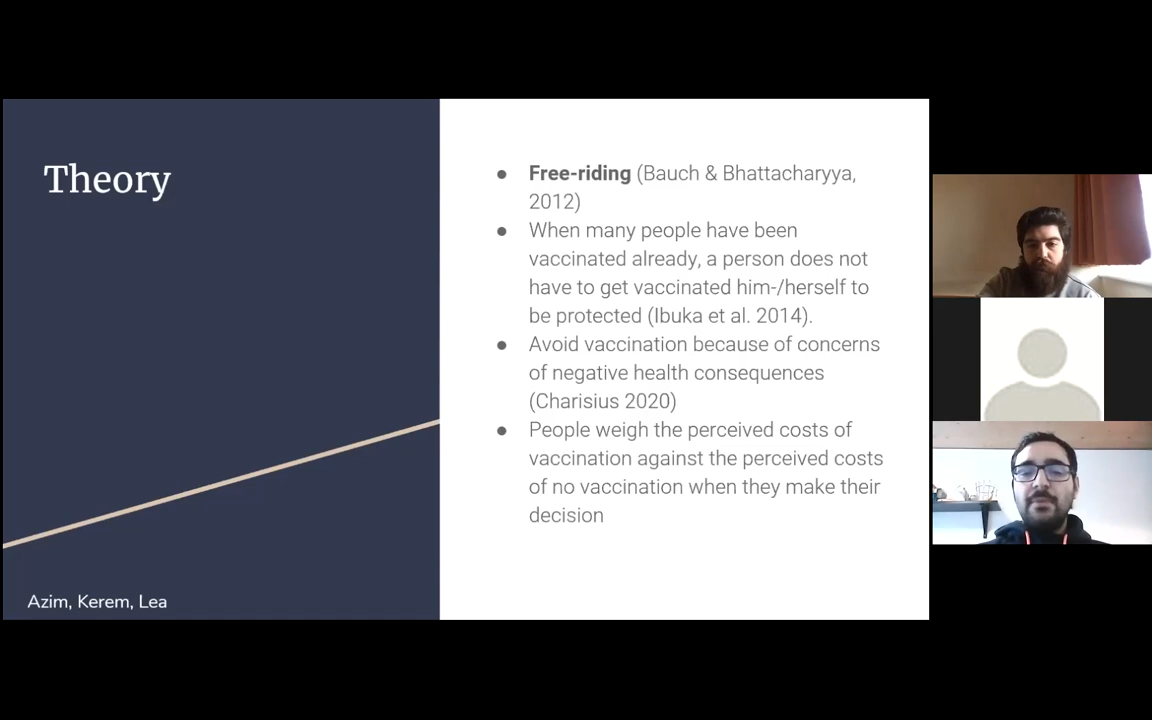 Theory
● Free-riding (Bauch & Bhattacharyya,
2012)
● When many people have been
vaccinated already, a person does not
have to get vaccinated him-/herself to
be protected (Ibuka et al. 2014).
● Avoid vaccination because of concerns
of negative health consequences
(Charisius 2020)
● People weigh the perceived costs of
vaccination against the perceived costs
of no vaccination when they make their
decision
Azim, Kerem, Lea